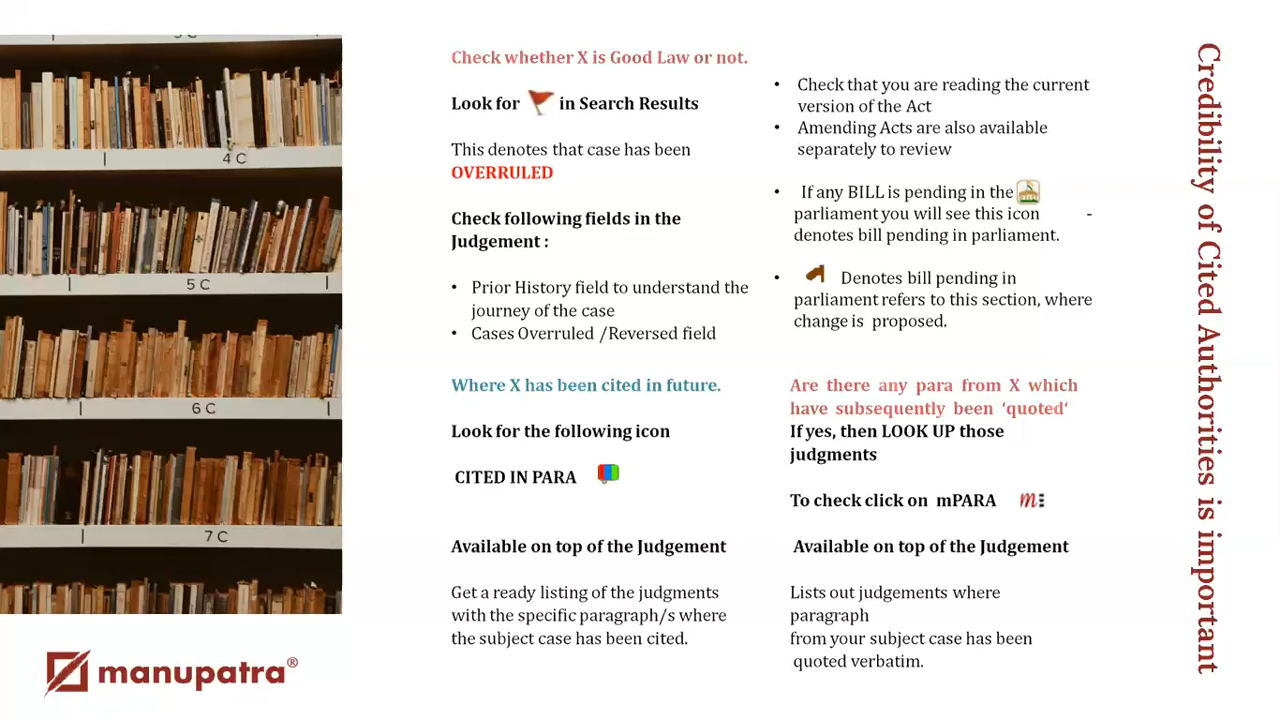 4 C
5 C
6 C
7 C
manupatra®
Check whether X is Good Law or not.
Look for in Search Results
This denotes that case has been
OVERRULED
Check following fields in the
Judgement :
• Prior History field to understand the
journey of the case
• Cases Overruled /Reversed field
Where X has been cited in future.
Look for the following icon
CITED IN PARA
Available on top of the Judgement
Get a ready listing of the judgments
with the specific paragraph/s where
the subject case has been cited.
• Check that you are reading the current
version of the Act
• Amending Acts are also available
separately to review
• If any BILL is pending in the
parliament you will see this icon -
denotes bill pending in parliament.
• Denotes bill pending in
parliament refers to this section, where
change is proposed.
Are there any para from X which
have subsequently been ‘quoted‘
If yes, then LOOK UP those
judgments
To check click on mPARA m
Available on top of the Judgement
Lists out judgements where
paragraph
from your subject case has been
quoted verbatim.
Credibility of Cited Authorities is important